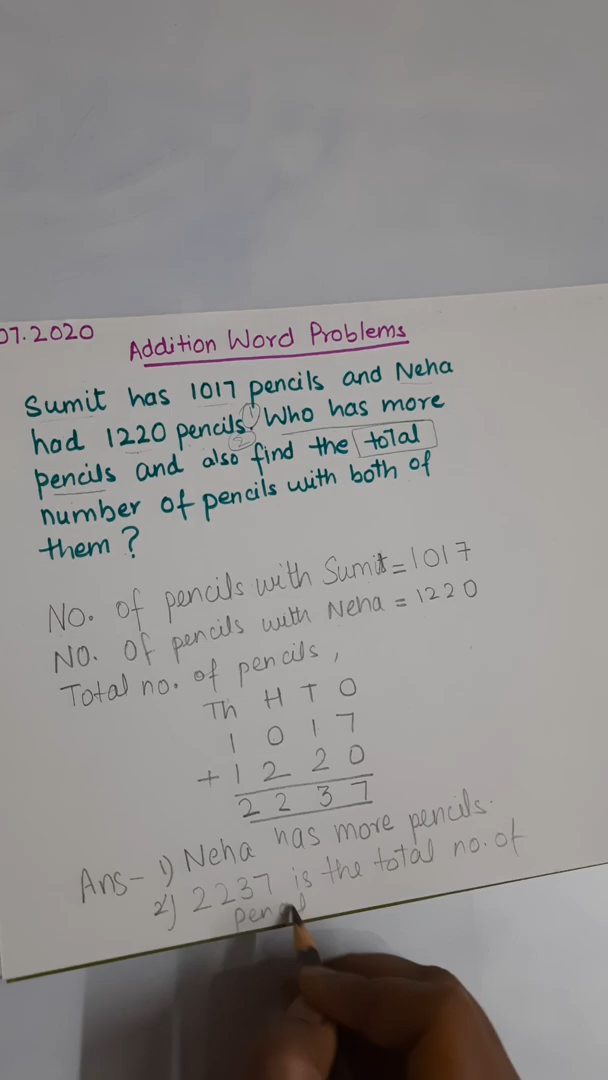 07.2020
Addition Word Problems
Sumit has 1017 pencils and Neha
had 1220 pencils. Who has more
pencils and also find the total
number of pencils with both of
them?
1
2
No. of pencils with Sumit = 1017
NO. Of pencils with Neha = 1220
Total no. of pencils,
Th H T O
1 0 1 7
+ 1 2 2 0
2 2 3 7
Ans- 1) Neha has more pencils.
2) 2237 is the total no. of